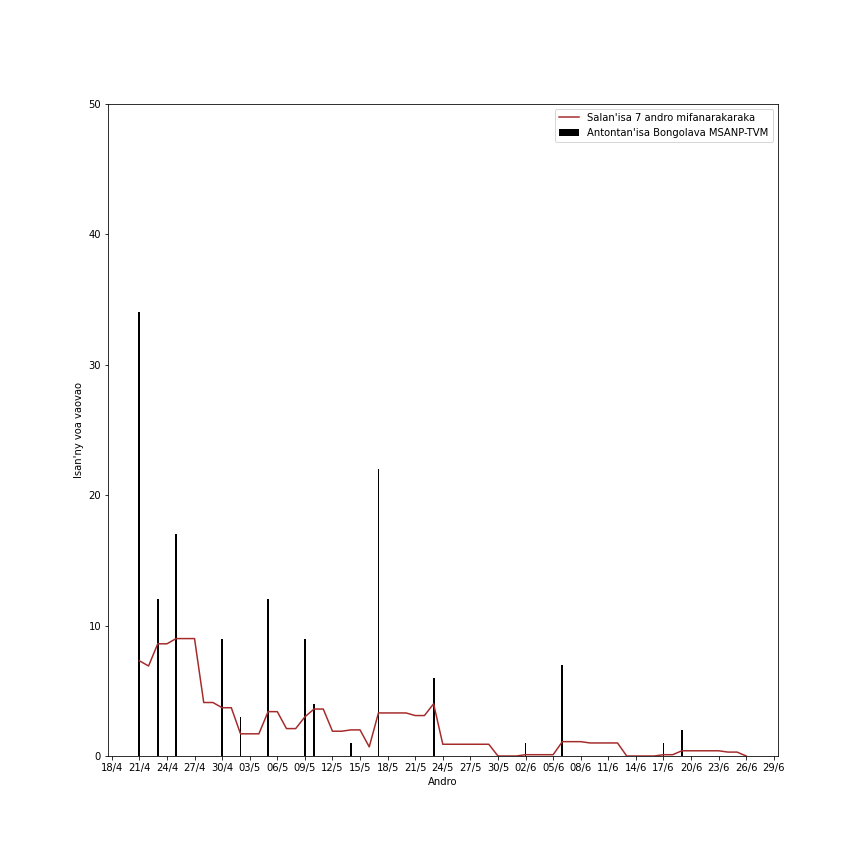 Salan'isa 7 andro mifanarakaraka
Antontan'isa Bongolava MSANP-TVM
50
40
30
20
10
0
Isan'ny voa vaovao
18/4 21/4 24/4 27/4 30/4 03/5 06/5 09/5 12/5 15/5 18/5 21/5 24/5 27/5 30/5 02/6 05/6 08/6 11/6 14/6 17/6 20/6 23/6 26/6 29/6
Andro